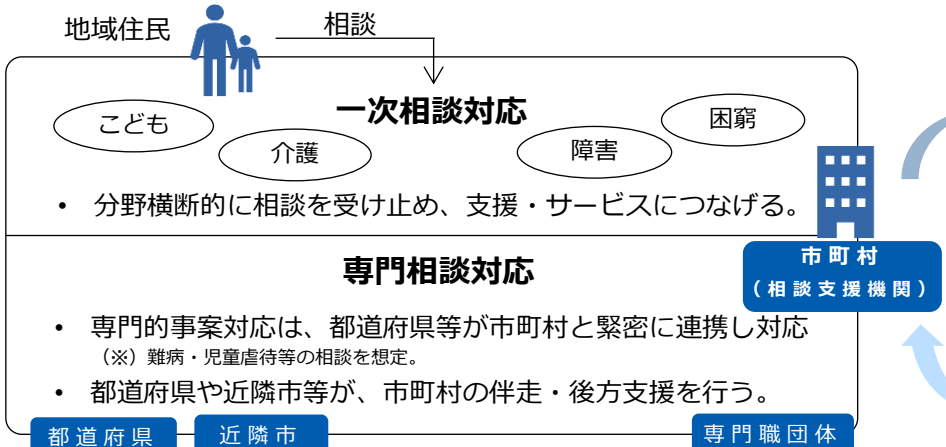 地域住民
相談
一次相談対応
こども
介護
障害
困窮
• 分野横断的に相談を受け止め、支援・サービスにつなげる。
市町村
（相談支援機関）
専門相談対応
• 専門的事案対応は、都道府県等が市町村と緊密に連携し対応
（※）難病・児童虐待等の相談を想定。
• 都道府県や近隣市等が、市町村の伴走・後方支援を行う。
都道府県
近隣市
専門職団体